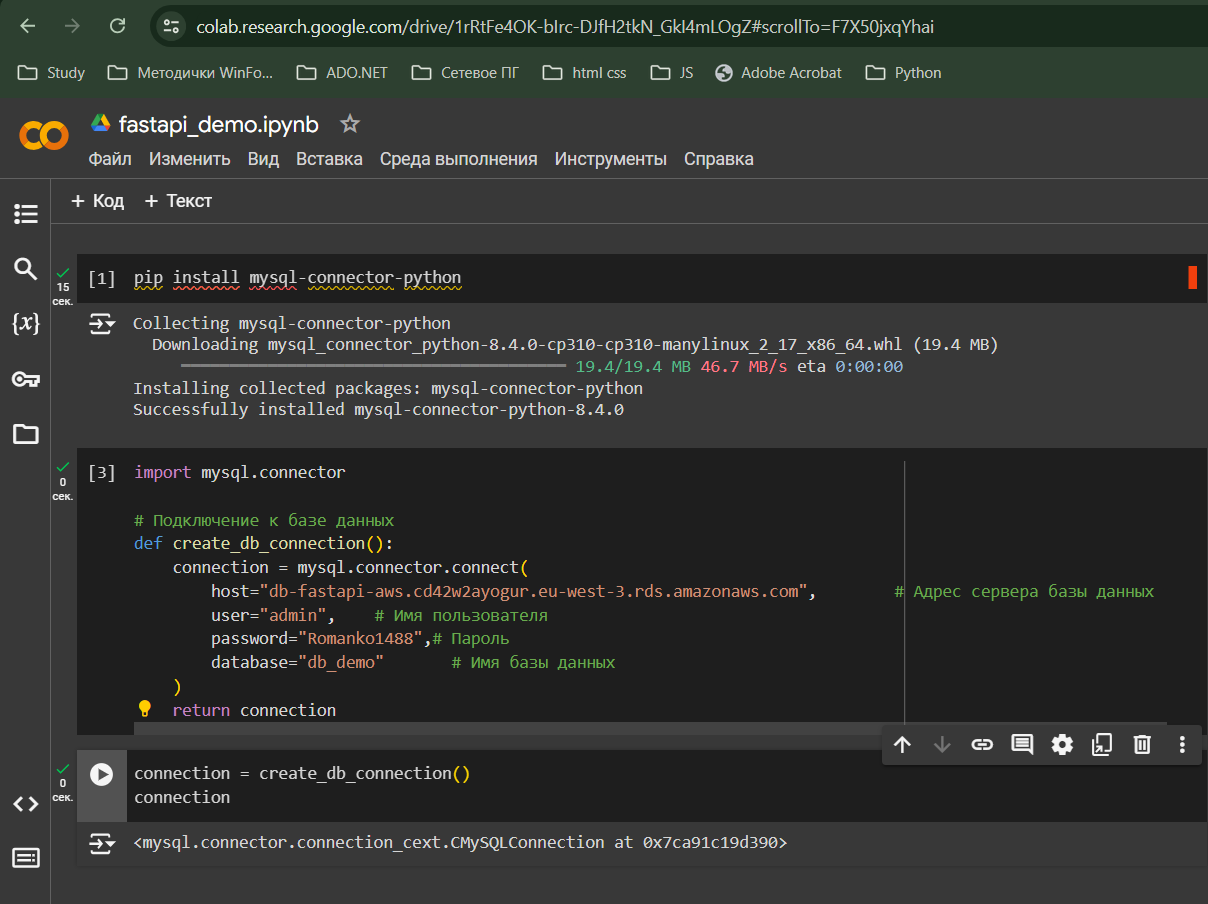 colab.research.google.com/drive/1rRtFe4OK-bIrc-DJfH2tkN_GkI4mLOgZ#scrollTo=F7X50jxqYhai
Study Методички WinFo... ADO.NET Сетевое ПГ html css JS Adobe Acrobat Python
fastapi_demo.ipynb
Файл Изменить Вид Вставка Среда выполнения Инструменты Справка
+ Код + Текст
[1] pip install mysql-connector-python
15
сек.
{x}
Collecting mysql-connector-python
Downloading mysql_connector_python-8.4.0-cp310-cp310-manylinux_2_17_x86_64.whl (19.4 MB)
19.4/19.4 MB 46.7 MB/s eta 0:00:00
Installing collected packages: mysql-connector-python
Successfully installed mysql-connector-python-8.4.0
[3] import mysql.connector
0
сек.
# Подключение к базе данных
def create_db_connection():
connection = mysql.connector.connect(
host="db-fastapi-aws.cd42w2ayogur.eu-west-3.rds.amazonaws.com", # Адрес сервера базы данных
user="admin", # Имя пользователя
password="Romanko1488",# Пароль
database="db_demo" # Имя базы данных
)
return connection
0
сек.
connection = create_db_connection()
connection
<mysql.connector.connection_cext.CMySQLConnection at 0x7ca91c19d390>